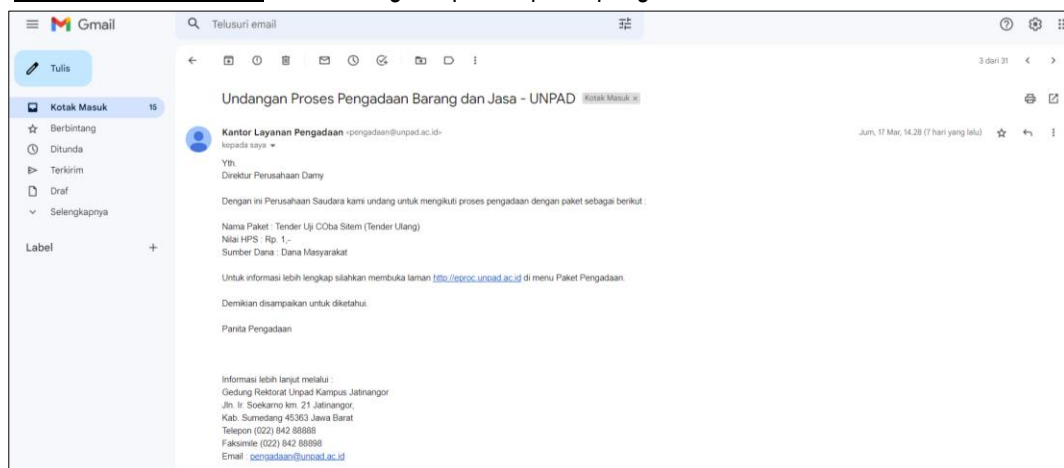 Gmail
Telusuri email
Tulis
3 dari 31
Kotak Masuk 15
Berbintang
Ditunda
Terkirim
Draf
Selengkapnya
Label +
Undangan Proses Pengadaan Barang dan Jasa - UNPAD Kotak Masuk ×
Kantor Layanan Pengadaan <pengadaan@unpad.ac.id>
Jum, 17 Mar, 14.28 (7 hari yang lalu)
kepada saya
Yth.
Direktur Perusahaan Damy
Dengan ini Perusahaan Saudara kami undang untuk mengikuti proses pengadaan dengan paket sebagai berikut :
Nama Paket : Tender Uji COba Sitem (Tender Ulang)
Nilai HPS : Rp. 1,-
Sumber Dana : Dana Masyarakat
Untuk informasi lebih lengkap silahkan membuka laman http://eproc.unpad.ac.id di menu Paket Pengadaan.
Demikian disampaikan untuk diketahui.
Panita Pengadaan
Informasi lebih lanjut melalui :
Gedung Rektorat Unpad Kampus Jatinangor
Jln. Ir. Soekarno km. 21 Jatinangor,
Kab. Sumedang 45363 Jawa Barat
Telepon (022) 842 88888
Faksimile (022) 842 88898
Email : pengadaan@unpad.ac.id